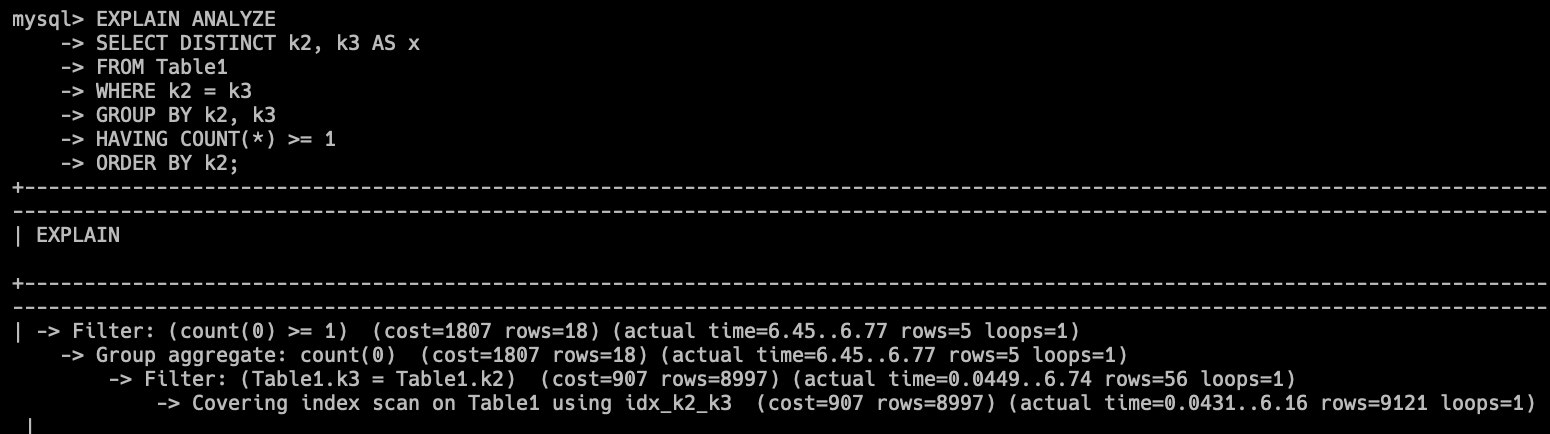 mysql> EXPLAIN ANALYZE
    -> SELECT DISTINCT k2, k3 AS x
    -> FROM Table1
    -> WHERE k2 = k3
    -> GROUP BY k2, k3
    -> HAVING COUNT(*) >= 1
    -> ORDER BY k2;
+--------------------------------------------------------------------------------------------------------------------------------
---------------------------------------------------------------------------------------------------------------------------------
| EXPLAIN
+--------------------------------------------------------------------------------------------------------------------------------
---------------------------------------------------------------------------------------------------------------------------------
| -> Filter: (count(0) >= 1)  (cost=1807 rows=18) (actual time=6.45..6.77 rows=5 loops=1)
    -> Group aggregate: count(0)  (cost=1807 rows=18) (actual time=6.45..6.77 rows=5 loops=1)
        -> Filter: (Table1.k3 = Table1.k2)  (cost=907 rows=8997) (actual time=0.0449..6.74 rows=56 loops=1)
            -> Covering index scan on Table1 using idx_k2_k3  (cost=907 rows=8997) (actual time=0.0431..6.16 rows=9121 loops=1)
 |